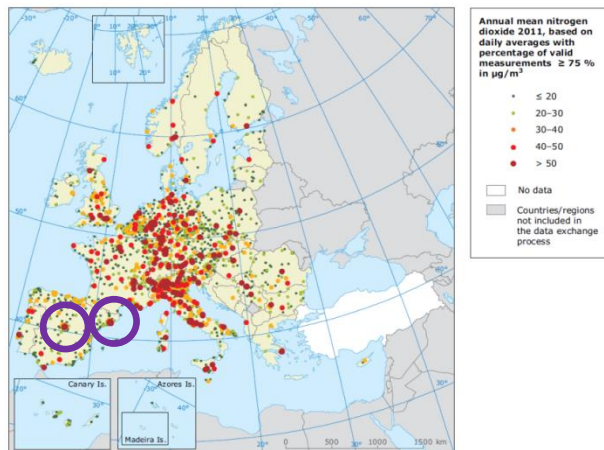 Annual mean nitrogen
dioxide 2011, based on
daily averages with
percentage of valid
measurements ≥ 75 %
in µg/m³
≤ 20
20–30
30–40
40–50
> 50
No data
Countries/regions
not included in
the data exchange
process
Canary Is.
Azores Is.
Madeira Is.
0 500 1000 1500 km